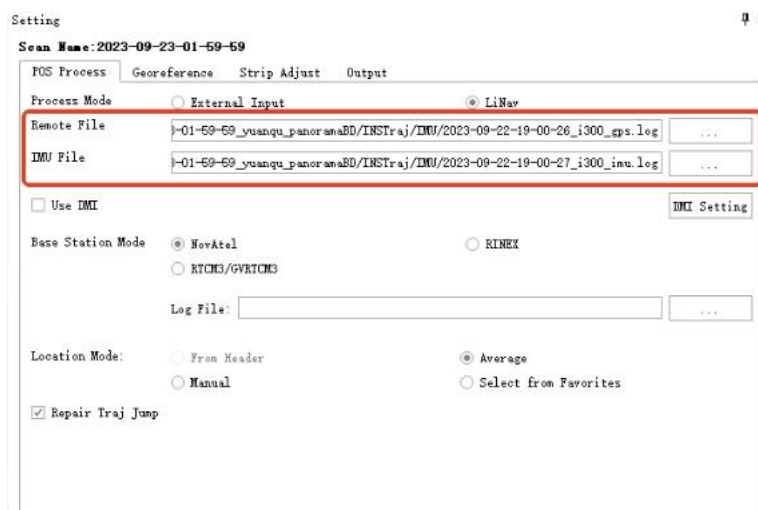 Setting
Scan Name:2023-09-23-01-59-59
POS Process Georeference Strip Adjust Output
Process Mode External Input LiNav
Remote File 3-01-59-59_yuanqu_panoramaBD/INSTraj/IMU/2023-09-22-19-00-26_i300_gps.log ...
IMU File 3-01-59-59_yuanqu_panoramaBD/INSTraj/IMU/2023-09-22-19-00-27_i300_imu.log ...
Use DMI DMI Setting
Base Station Mode NovAtel RINEX
RTCM3/GVRTCM3
Log File: ...
Location Mode: From Header Average
Manual Select from Favorites
Repair Traj Jump